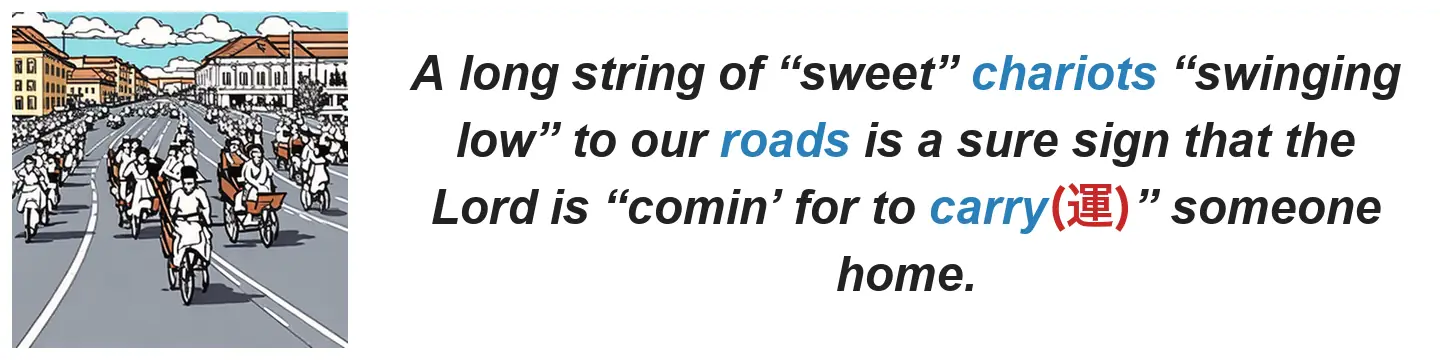 A long string of “sweet” chariots “swinging
low” to our roads is a sure sign that the
Lord is “comin’ for to carry(運)” someone
home.